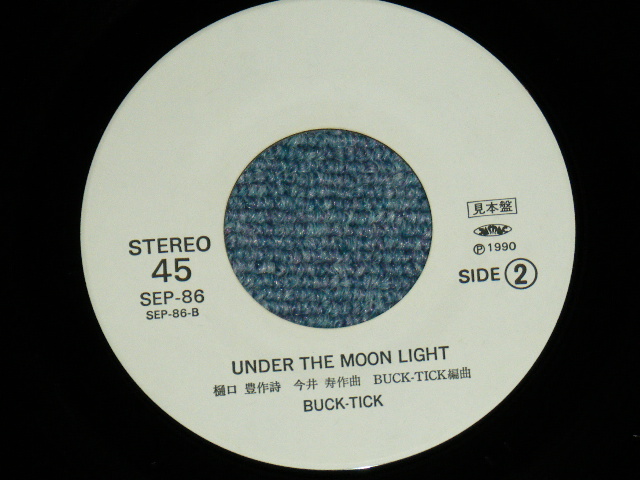 見本盤
STEREO
45
Ⓟ1990
SEP-86
SIDE ②
SEP-86-B
UNDER THE MOON LIGHT
樋口 豊作詩 今井 寿作曲 BUCK-TICK編曲
BUCK-TICK